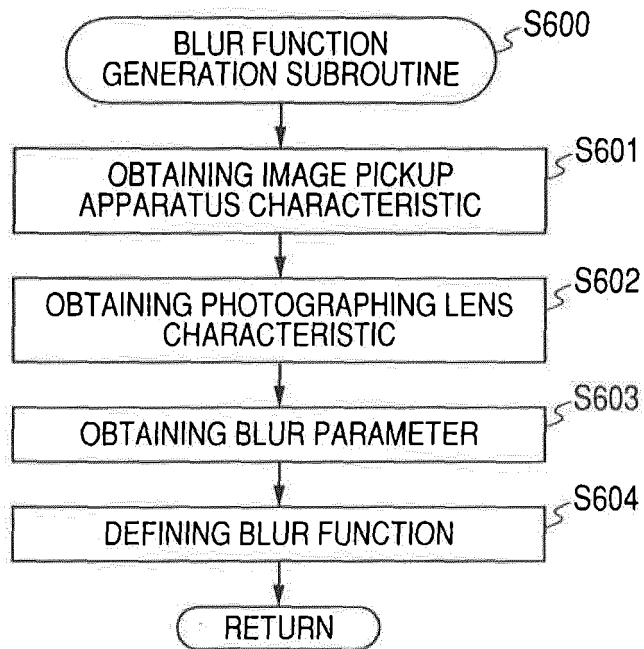 BLUR FUNCTION
GENERATION SUBROUTINE
S600
OBTAINING IMAGE PICKUP
APPARATUS CHARACTERISTIC
S601
OBTAINING PHOTOGRAPHING LENS
CHARACTERISTIC
S602
OBTAINING BLUR PARAMETER
S603
DEFINING BLUR FUNCTION
S604
RETURN